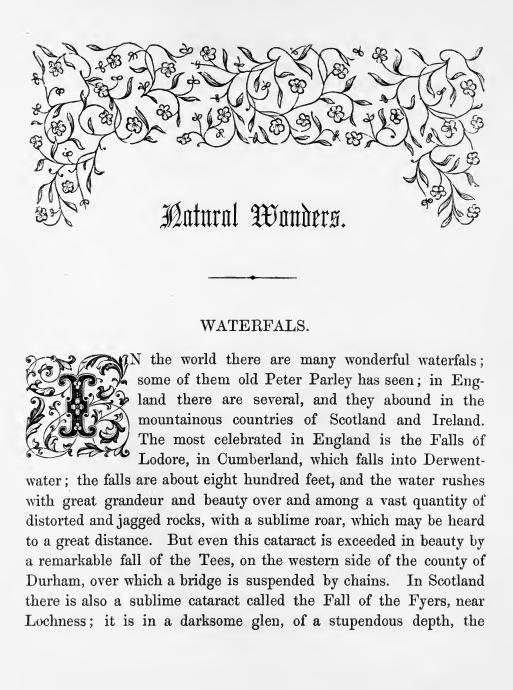 Natural Wonders.
WATERFALS.
IN the world there are many wonderful waterfals;
some of them old Peter Parley has seen; in Eng-
land there are several, and they abound in the
mountainous countries of Scotland and Ireland.
The most celebrated in England is the Falls of
Lodore, in Cumberland, which falls into Derwent-
water; the falls are about eight hundred feet, and the water rushes
with great grandeur and beauty over and among a vast quantity of
distorted and jagged rocks, with a sublime roar, which may be heard
to a great distance. But even this cataract is exceeded in beauty by
a remarkable fall of the Tees, on the western side of the county of
Durham, over which a bridge is suspended by chains. In Scotland
there is also a sublime cataract called the Fall of the Fyers, near
Lochness; it is in a darksome glen, of a stupendous depth, the